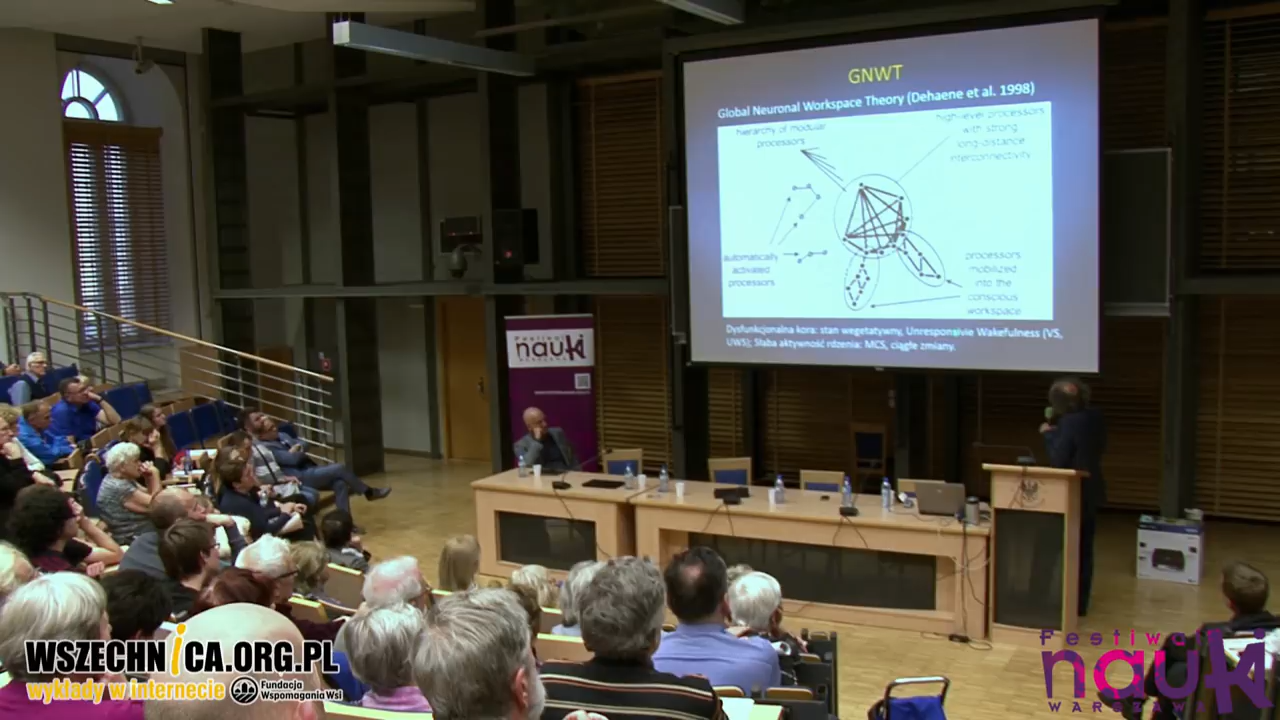 GNWT
Global Neuronal Workspace Theory (Dehaene et al. 1998)
hierarchy of modular
processors
high-level processors
with strong
long-distance
interconnectivity
automatically
activated
processors
processors
mobilized
into the
conscious
workspace
Dysfunkcjonalna kora: stan wegetatywny, Unresponsivie Wakefulness (VS,
UWS); Słaba aktywność rdzenia: MCS, ciągłe zmiany.
Festiwal
nauKi
WSZECHNICA.ORG.PL
wykłady w internecie
Fundacja
Wspomagania Wsi
Festiwal
nauKi
WARSZAWA